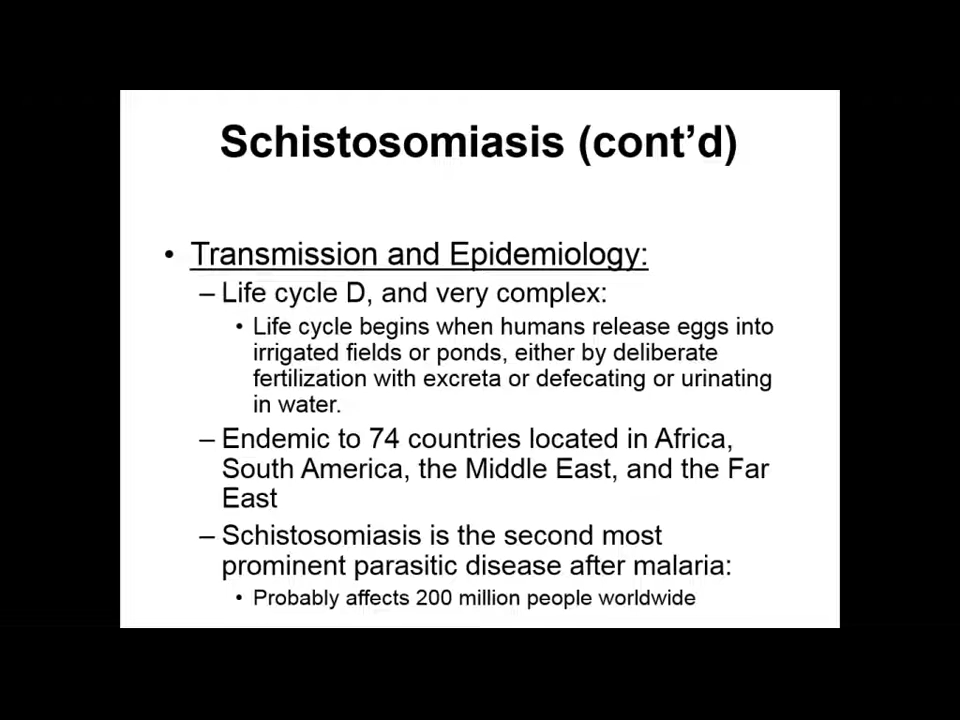 Schistosomiasis (cont’d)
• Transmission and Epidemiology:
– Life cycle D, and very complex:
• Life cycle begins when humans release eggs into
irrigated fields or ponds, either by deliberate
fertilization with excreta or defecating or urinating
in water.
– Endemic to 74 countries located in Africa,
South America, the Middle East, and the Far
East
– Schistosomiasis is the second most
prominent parasitic disease after malaria:
• Probably affects 200 million people worldwide